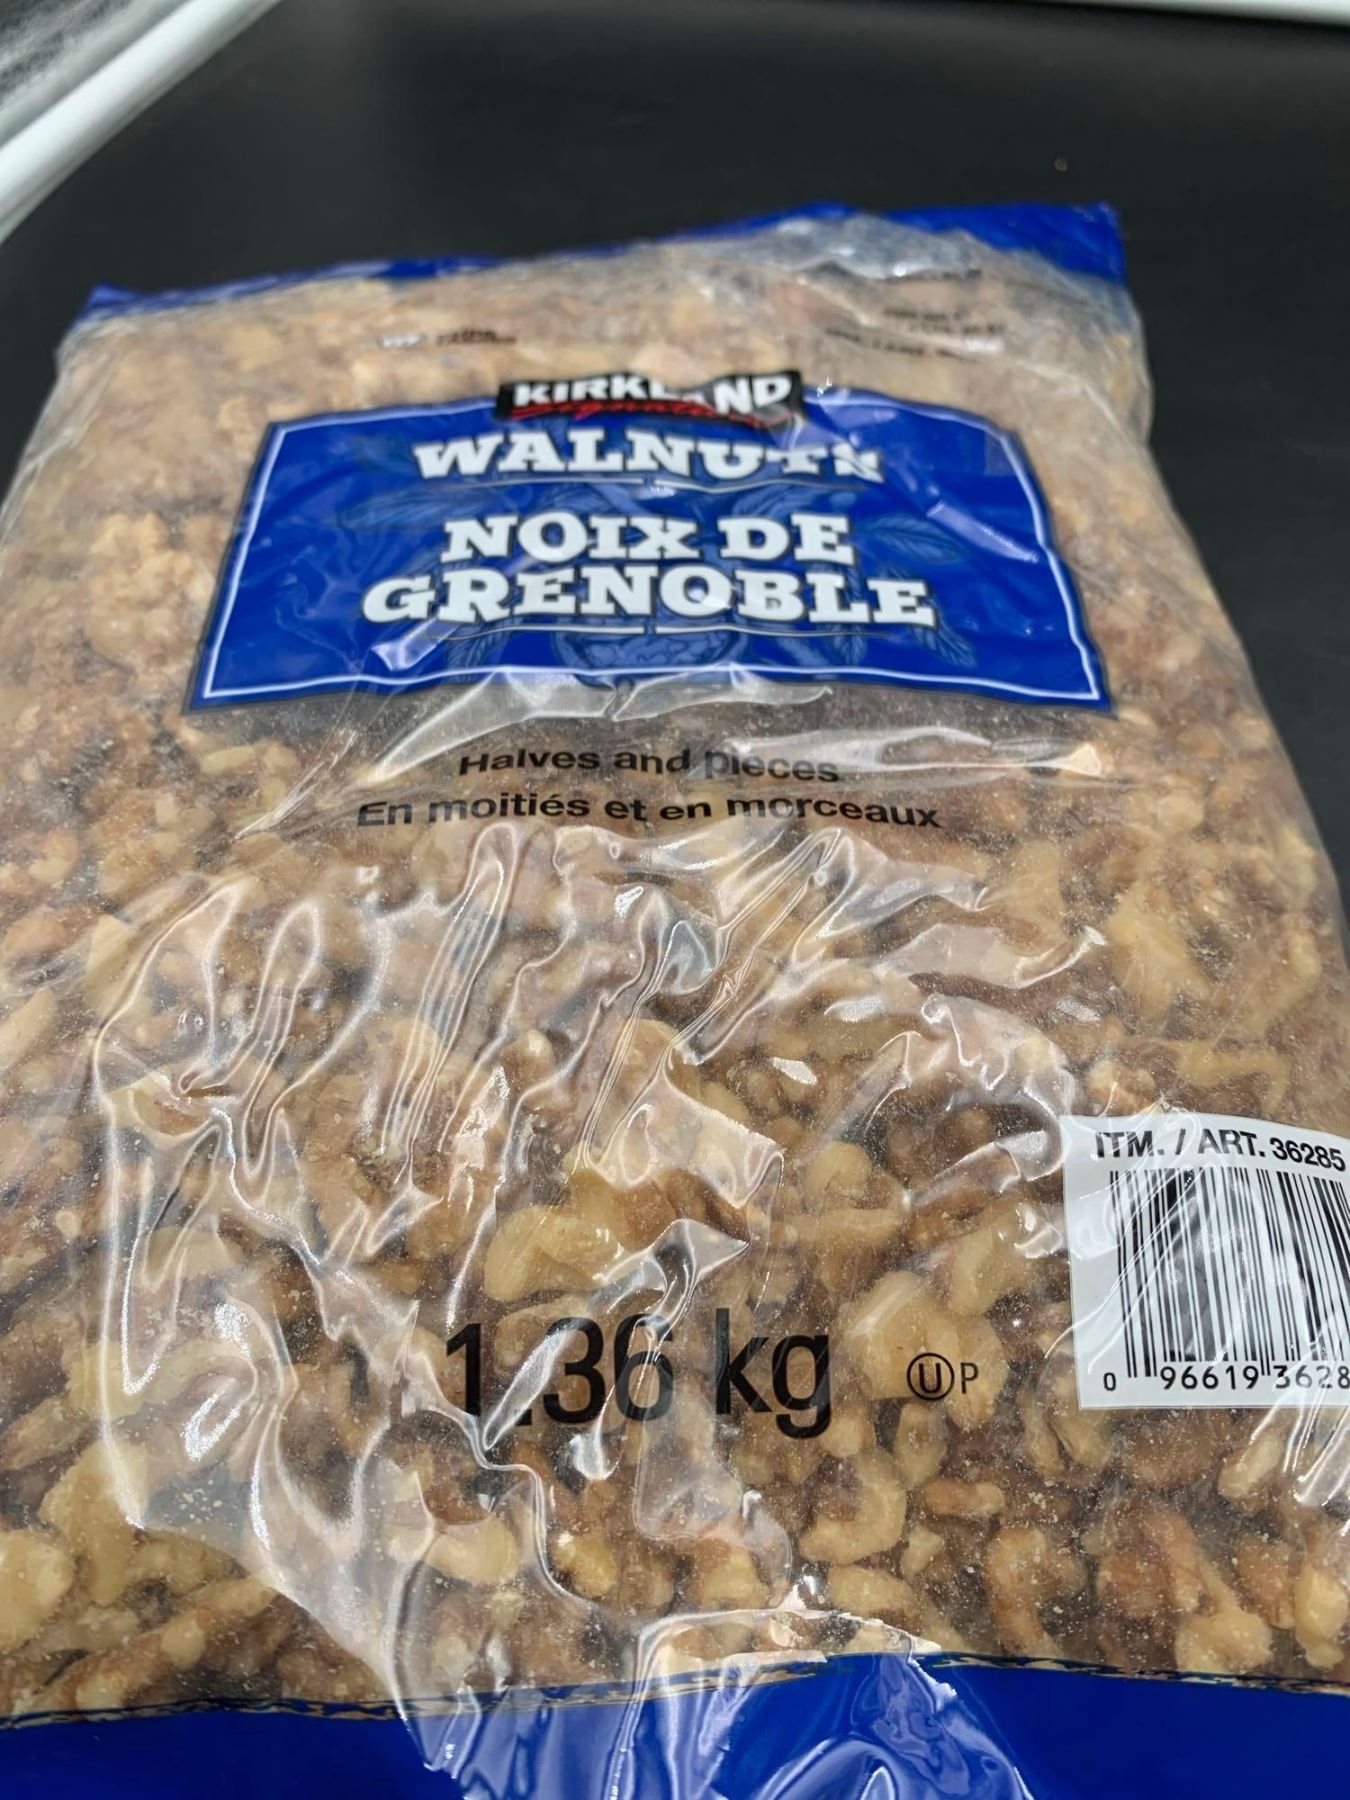 KIRKLAND
Signature
WALNUTS
NOIX DE
GRENOBLE
Halves and pieces
En moitiés et en morceaux
ITM. / ART. 36285
0 96619 3628
1.36 kg
Ⓤ P